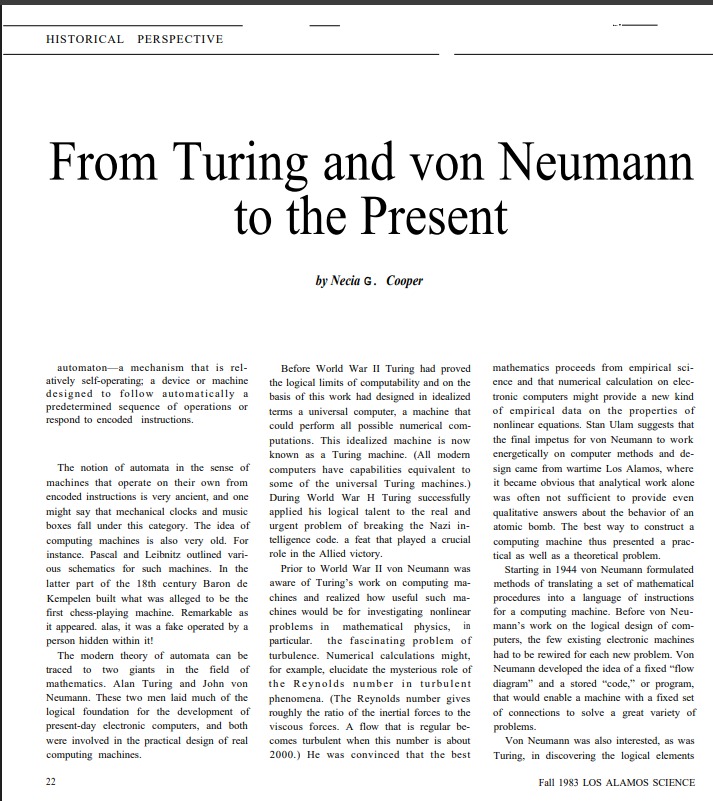 HISTORICAL PERSPECTIVE
From Turing and von Neumann
to the Present
by Necia G. Cooper
automaton—a mechanism that is rel-
atively self-operating; a device or machine
designed to follow automatically a
predetermined sequence of operations or
respond to encoded instructions.
The notion of automata in the sense of
machines that operate on their own from
encoded instructions is very ancient, and one
might say that mechanical clocks and music
boxes fall under this category. The idea of
computing machines is also very old. For
instance. Pascal and Leibnitz outlined vari-
ous schematics for such machines. In the
latter part of the 18th century Baron de
Kempelen built what was alleged to be the
first chess-playing machine. Remarkable as
it appeared. alas, it was a fake operated by a
person hidden within it!
The modern theory of automata can be
traced to two giants in the field of
mathematics. Alan Turing and John von
Neumann. These two men laid much of the
logical foundation for the development of
present-day electronic computers, and both
were involved in the practical design of real
computing machines.
Before World War II Turing had proved
the logical limits of computability and on the
basis of this work had designed in idealized
terms a universal computer, a machine that
could perform all possible numerical com-
putations. This idealized machine is now
known as a Turing machine. (All modern
computers have capabilities equivalent to
some of the universal Turing machines.)
During World War H Turing successfully
applied his logical talent to the real and
urgent problem of breaking the Nazi in-
telligence code. a feat that played a crucial
role in the Allied victory.
Prior to World War II von Neumann was
aware of Turing's work on computing ma-
chines and realized how useful such ma-
chines would be for investigating nonlinear
problems in mathematical physics, in
particular. the fascinating problem of
turbulence. Numerical calculations might,
for example, elucidate the mysterious role of
the Reynolds number in turbulent
phenomena. (The Reynolds number gives
roughly the ratio of the inertial forces to the
viscous forces. A flow that is regular be-
comes turbulent when this number is about
2000.) He was convinced that the best
mathematics proceeds from empirical sci-
ence and that numerical calculation on elec-
tronic computers might provide a new kind
of empirical data on the properties of
nonlinear equations. Stan Ulam suggests that
the final impetus for von Neumann to work
energetically on computer methods and de-
sign came from wartime Los Alamos, where
it became obvious that analytical work alone
was often not sufficient to provide even
qualitative answers about the behavior of an
atomic bomb. The best way to construct a
computing machine thus presented a prac-
tical as well as a theoretical problem.
Starting in 1944 von Neumann formulated
methods of translating a set of mathematical
procedures into a language of instructions
for a computing machine. Before von Neu-
mann's work on the logical design of com-
puters, the few existing electronic machines
had to be rewired for each new problem. Von
Neumann developed the idea of a fixed “flow
diagram” and a stored “code,” or program,
that would enable a machine with a fixed set
of connections to solve a great variety of
problems.
Von Neumann was also interested, as was
Turing, in discovering the logical elements
22
Fall 1983 LOS ALAMOS SCIENCE